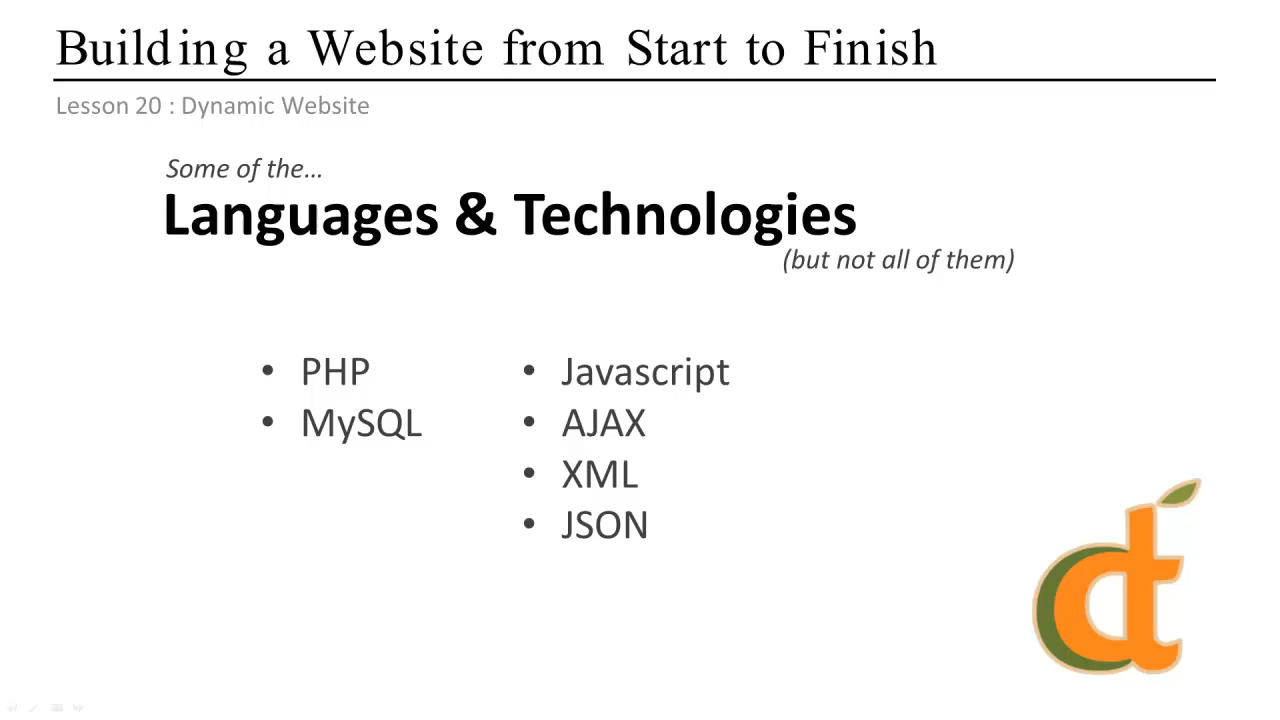 Building a Website from Start to Finish
Lesson 20 : Dynamic Website
Some of the…
Languages & Technologies
(but not all of them)
• PHP
• MySQL
• Javascript
• AJAX
• XML
• JSON
dt